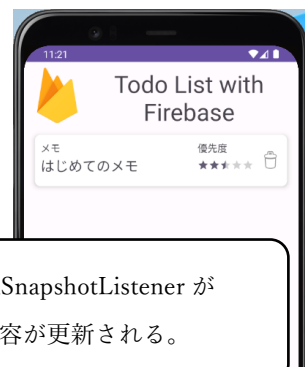 11:21
Todo List with
Firebase
メモ
優先度
はじめてのメモ
SnapshotListener が
容が更新される。